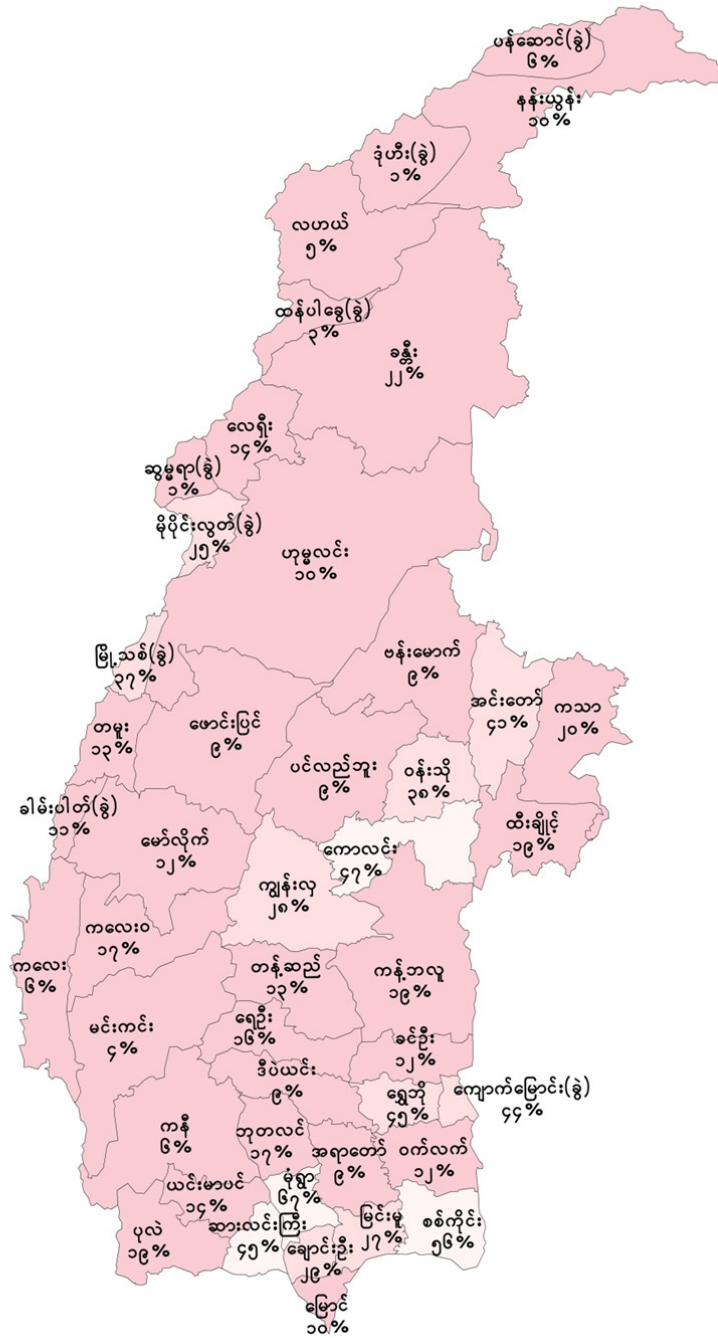 ပန်ဆောင်(ခွဲ)
၆%
နန်းယွန်း
၁၀%
ဒုံဟီး(ခွဲ)
၁%
လဟယ်
၅%
ထန်ပါခွေ(ခွဲ)
၃%
ခန္တီး
၂၂%
လေရှီး
၁၄%
ဆွမ္မရာ(ခွဲ)
၁%
မိုပိုင်းလွတ်(ခွဲ)
၂၅%
ဟုမ္မလင်း
၁၀%
ဗန်းမောက်
၉%
မြို့သစ်(ခွဲ)
၃၇%
အင်းတော်
၄၁%
ကသာ
၂၀%
တမူး
၁၃%
ဖောင်းပြင်
၉%
ပင်လည်ဘူး
၉%
ဝန်းသို
၃၈%
ခါမ်းပါတ်(ခွဲ)
၁၁%
မော်လိုက်
၁၂%
ကောလင်း
၄၇%
ထီးချိုင့်
၁၉%
ကျွန်းလှ
၂၈%
ကလေးဝ
၁၇%
ကလေး
၆%
တန့်ဆည်
၁၃%
ကန့်ဘလူ
၁၉%
မင်းကင်း
၄%
ရေဦး
၁၆%
ခင်ဦး
၁၂%
ဒီပဲယင်း
၉%
ရွှေဘို
၄၅%
ကျောက်မြောင်း(ခွဲ)
၄၄%
ကနီ
၆%
ဘုတလင်
၁၇%
အရာတော်
၉%
ဝက်လက်
၁၂%
ယင်းမာပင်
၁၄%
မုံရွာ
၆၇%
ပုလဲ
၁၉%
ဆားလင်းကြီး
၄၅%
မြင်းမူ
၂၇%
စစ်ကိုင်း
၅၆%
ချောင်းဦး
၂၉%
မြောင်
၁၀%